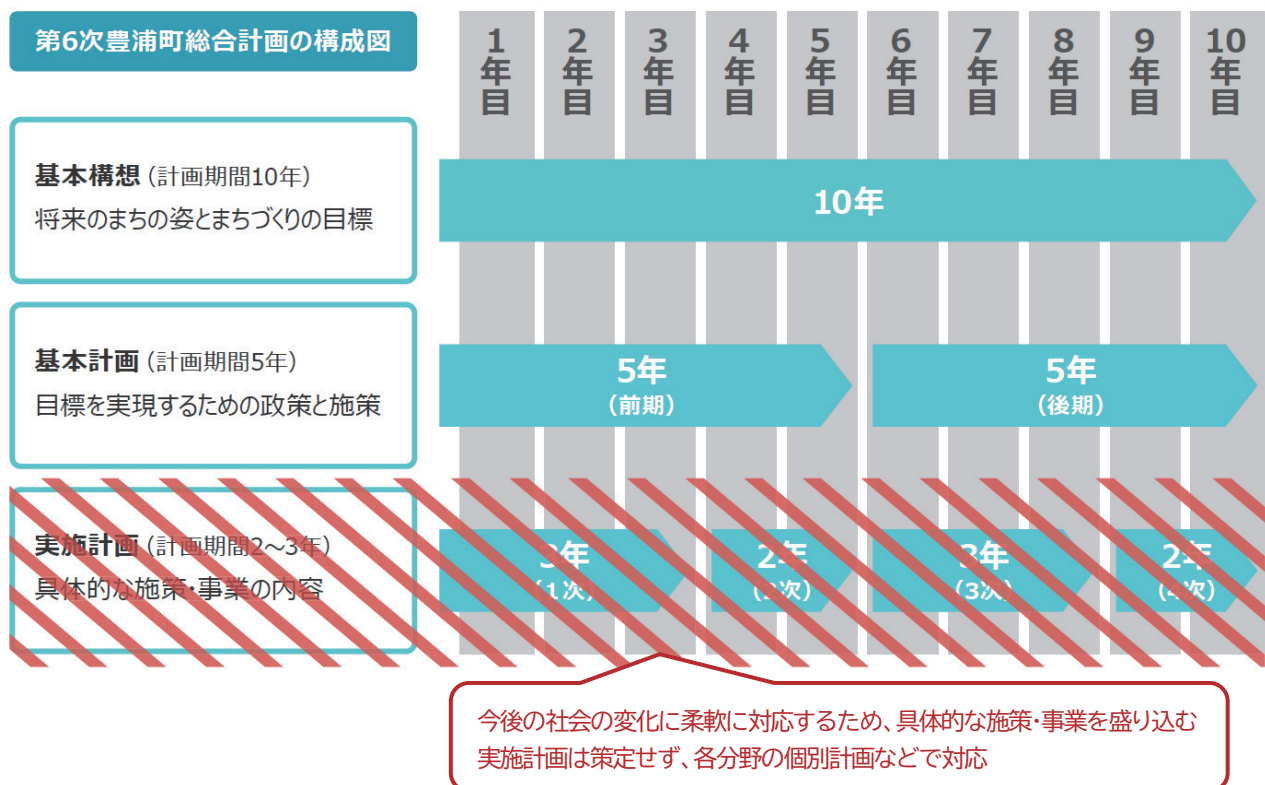 第6次豊浦町総合計画の構成図
1年目
2年目
3年目
4年目
5年目
6年目
7年目
8年目
9年目
10年目
基本構想（計画期間10年）
将来のまちの姿とまちづくりの目標
10年
基本計画（計画期間5年）
目標を実現するための政策と施策
5年
（前期）
5年
（後期）
実施計画（計画期間2～3年）
具体的な施策・事業の内容
3年
（1次）
2年
（2次）
3年
（3次）
2年
（4次）
今後の社会の変化に柔軟に対応するため、具体的な施策・事業を盛り込む
実施計画は策定せず、各分野の個別計画などで対応